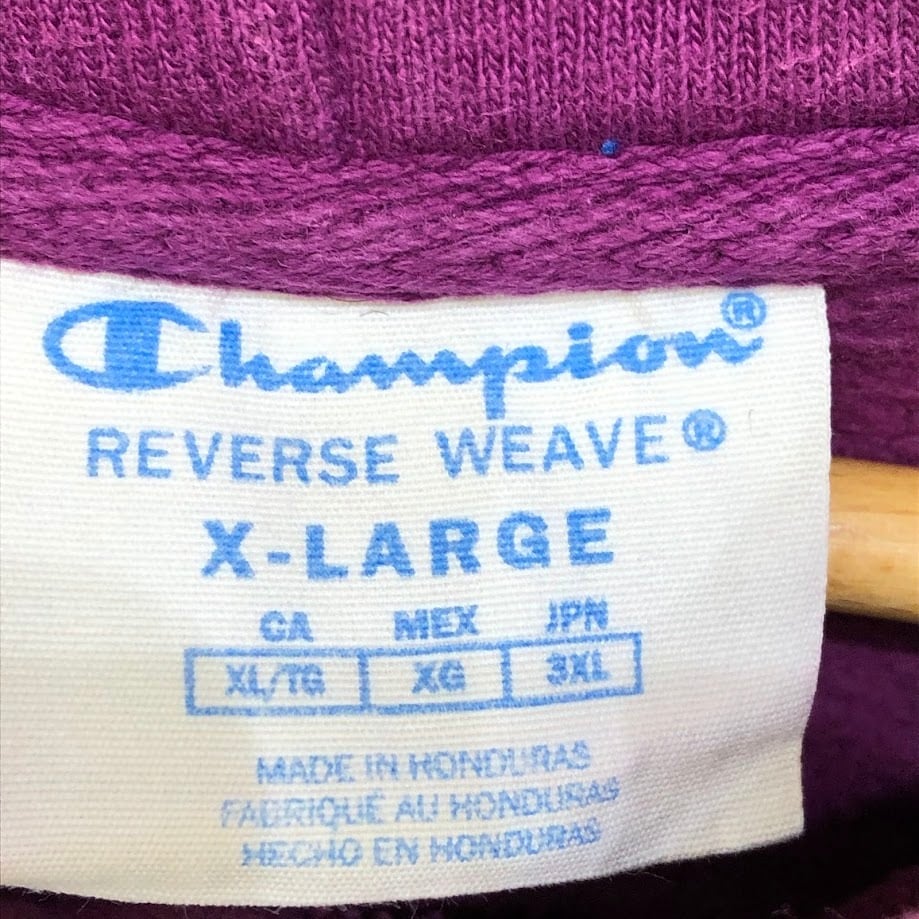 Champion®
REVERSE WEAVE®
X-LARGE
CA MEX JPN
XL/TG XG 3XL
MADE IN HONDURAS
FABRIQUÉ AU HONDURAS
HECHO EN HONDURAS